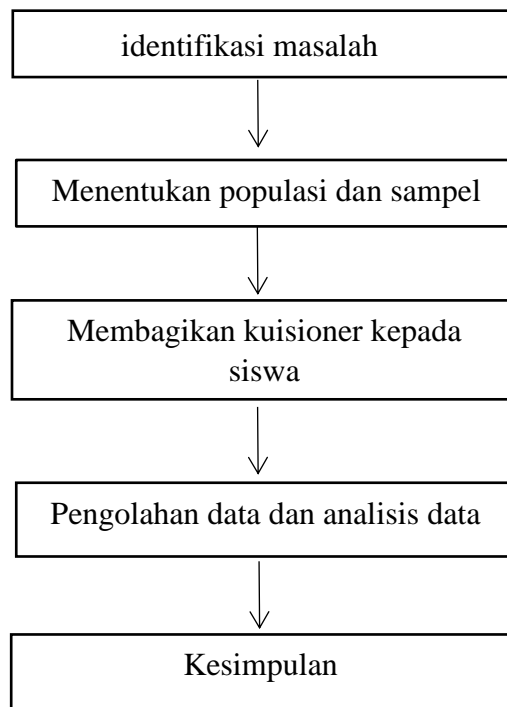 identifikasi masalah
Menentukan populasi dan sampel
Membagikan kuisioner kepada
siswa
Pengolahan data dan analisis data
Kesimpulan